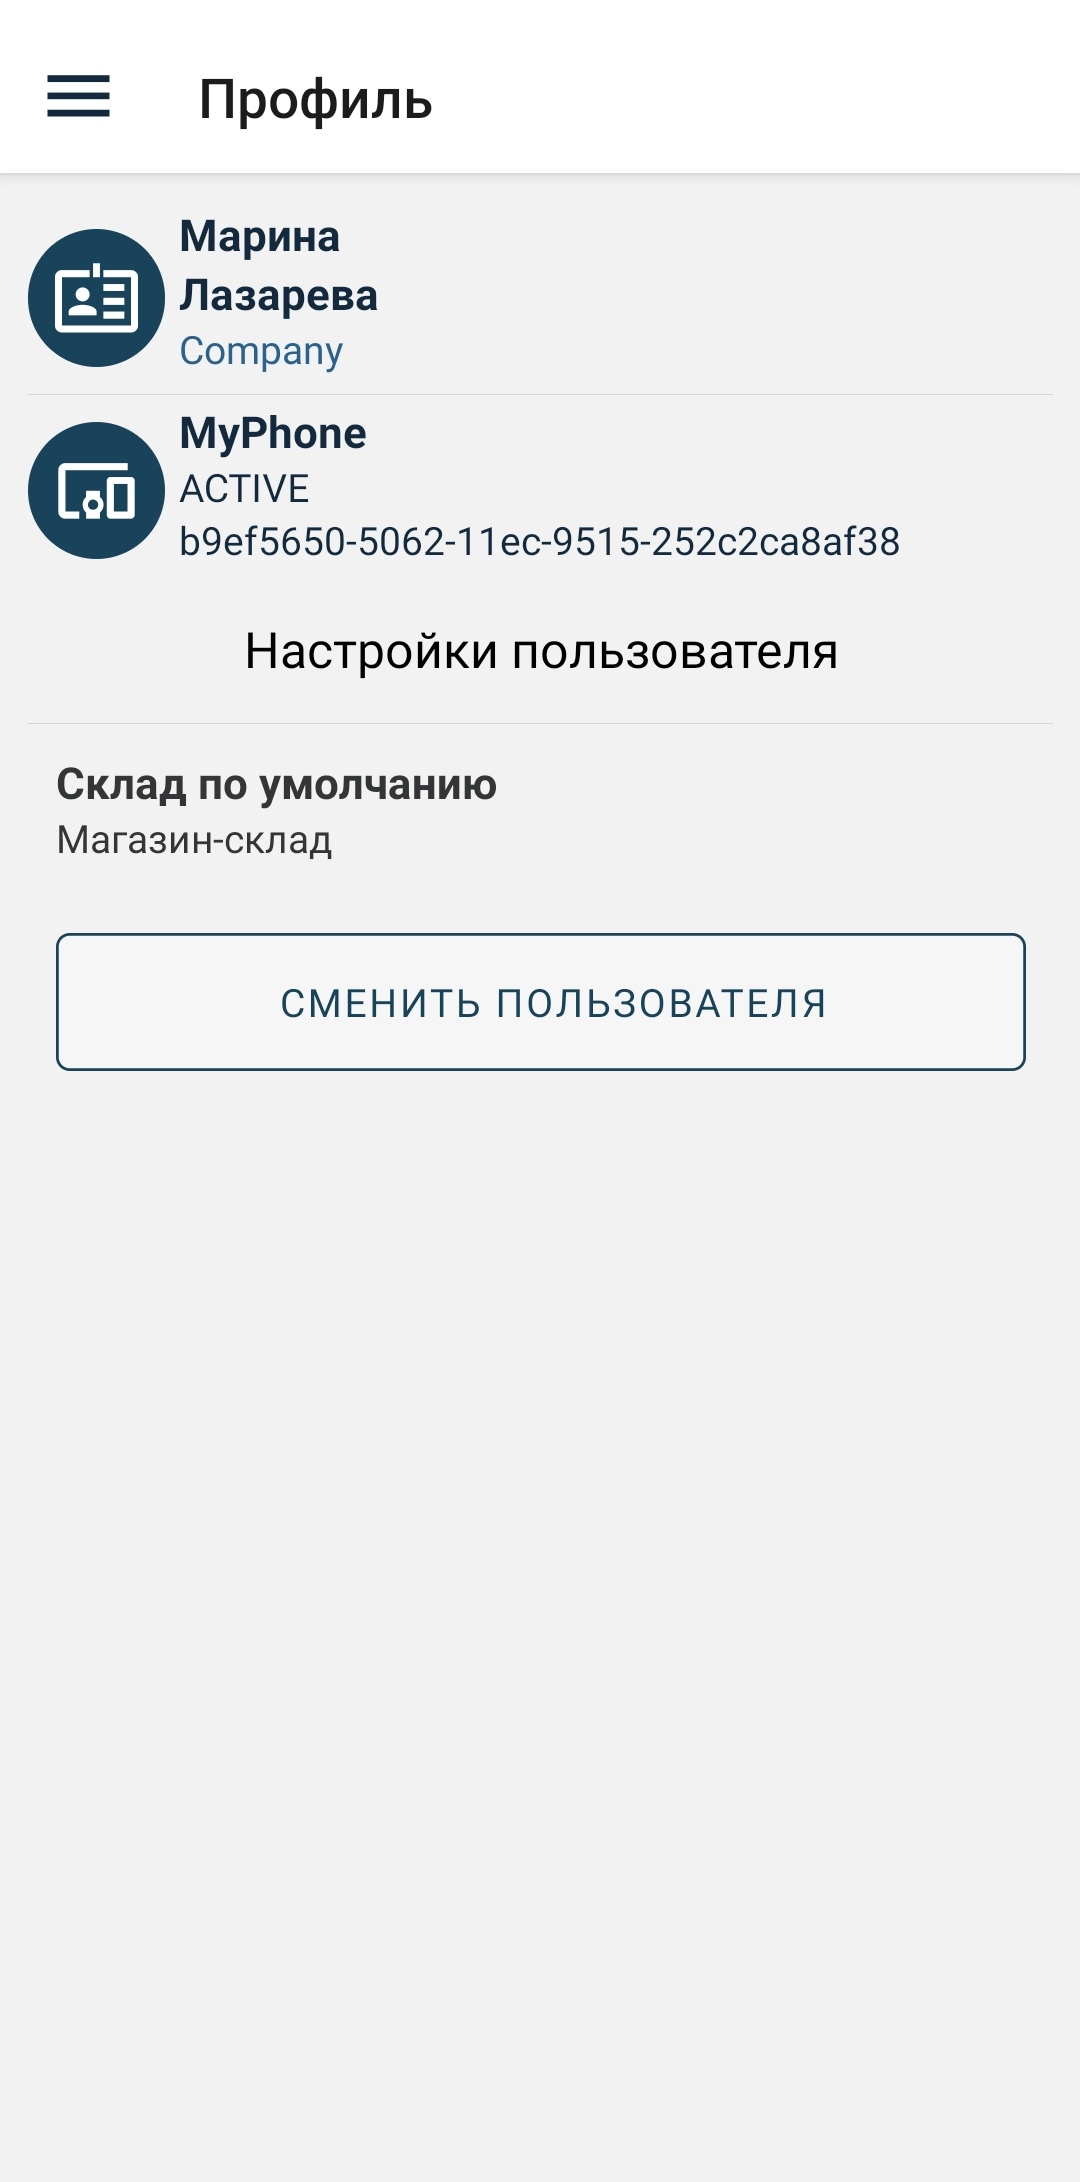 Профиль
Марина
Лазарева
Company
MyPhone
ACTIVE
b9ef5650-5062-11ec-9515-252c2ca8af38
Настройки пользователя
Склад по умолчанию
Магазин-склад
СМЕНИТЬ ПОЛЬЗОВАТЕЛЯ